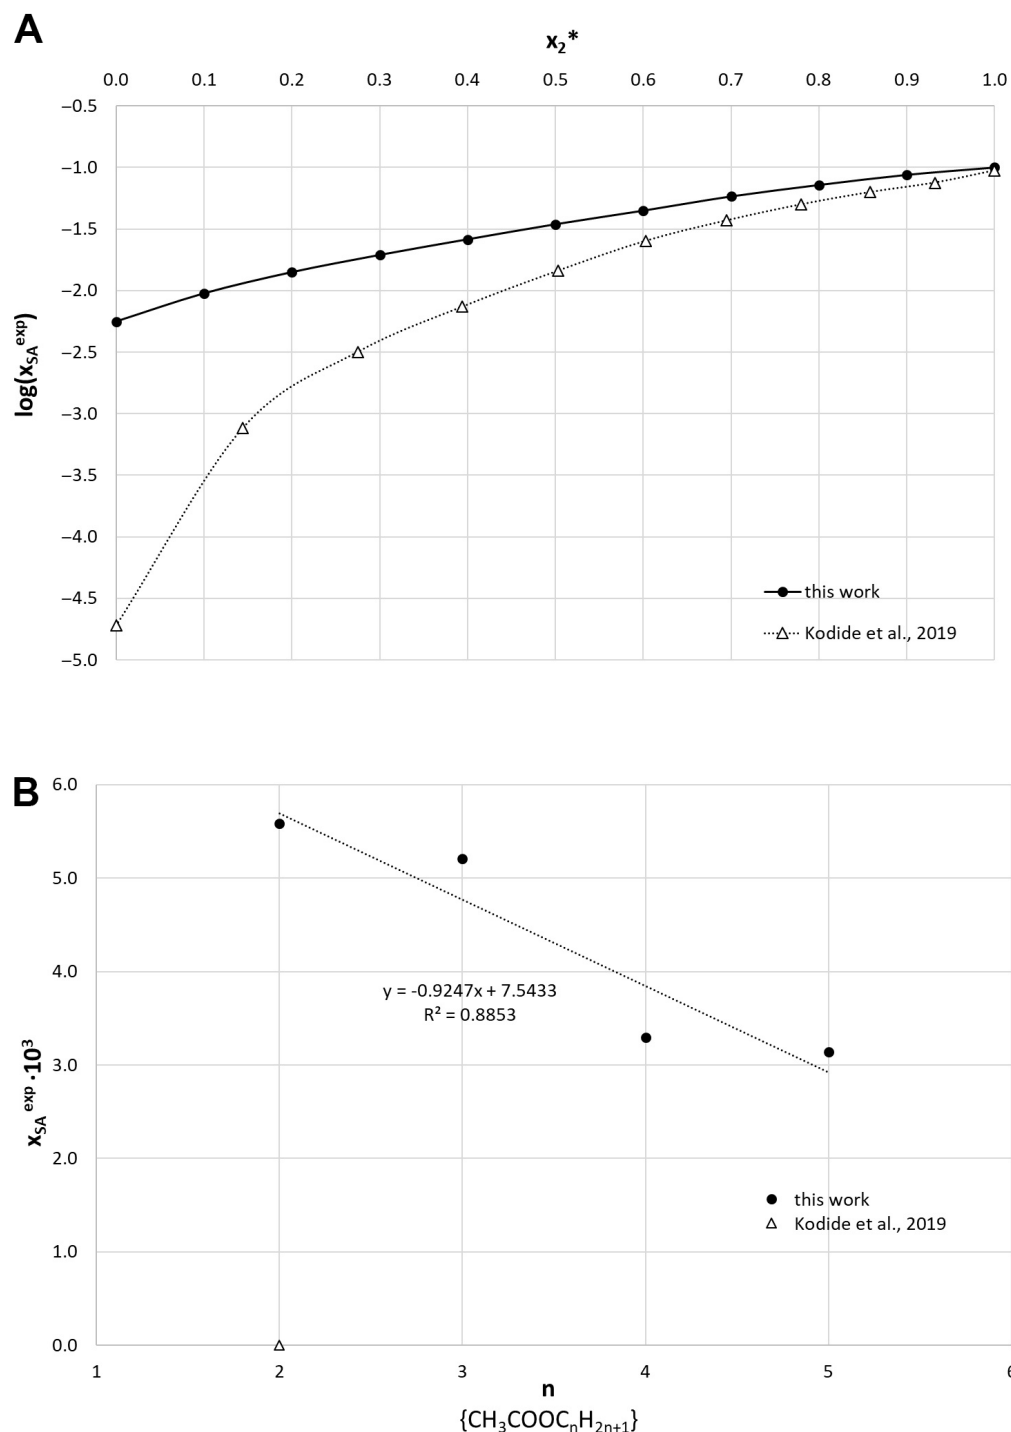 A
x₂*
0.0 0.1 0.2 0.3 0.4 0.5 0.6 0.7 0.8 0.9 1.0
−0.5
−1.0
−1.5
−2.0
−2.5
−3.0
−3.5
−4.0
−4.5
−5.0
log(x_SA^exp)
this work
Kodide et al., 2019
B
6.0
5.0
4.0
3.0
2.0
1.0
0.0
x_SA^exp·10³
y = -0.9247x + 7.5433
R² = 0.8853
this work
Kodide et al., 2019
1 2 3 4 5 6
n
{CH₃COOCₙH₂ₙ₊₁}